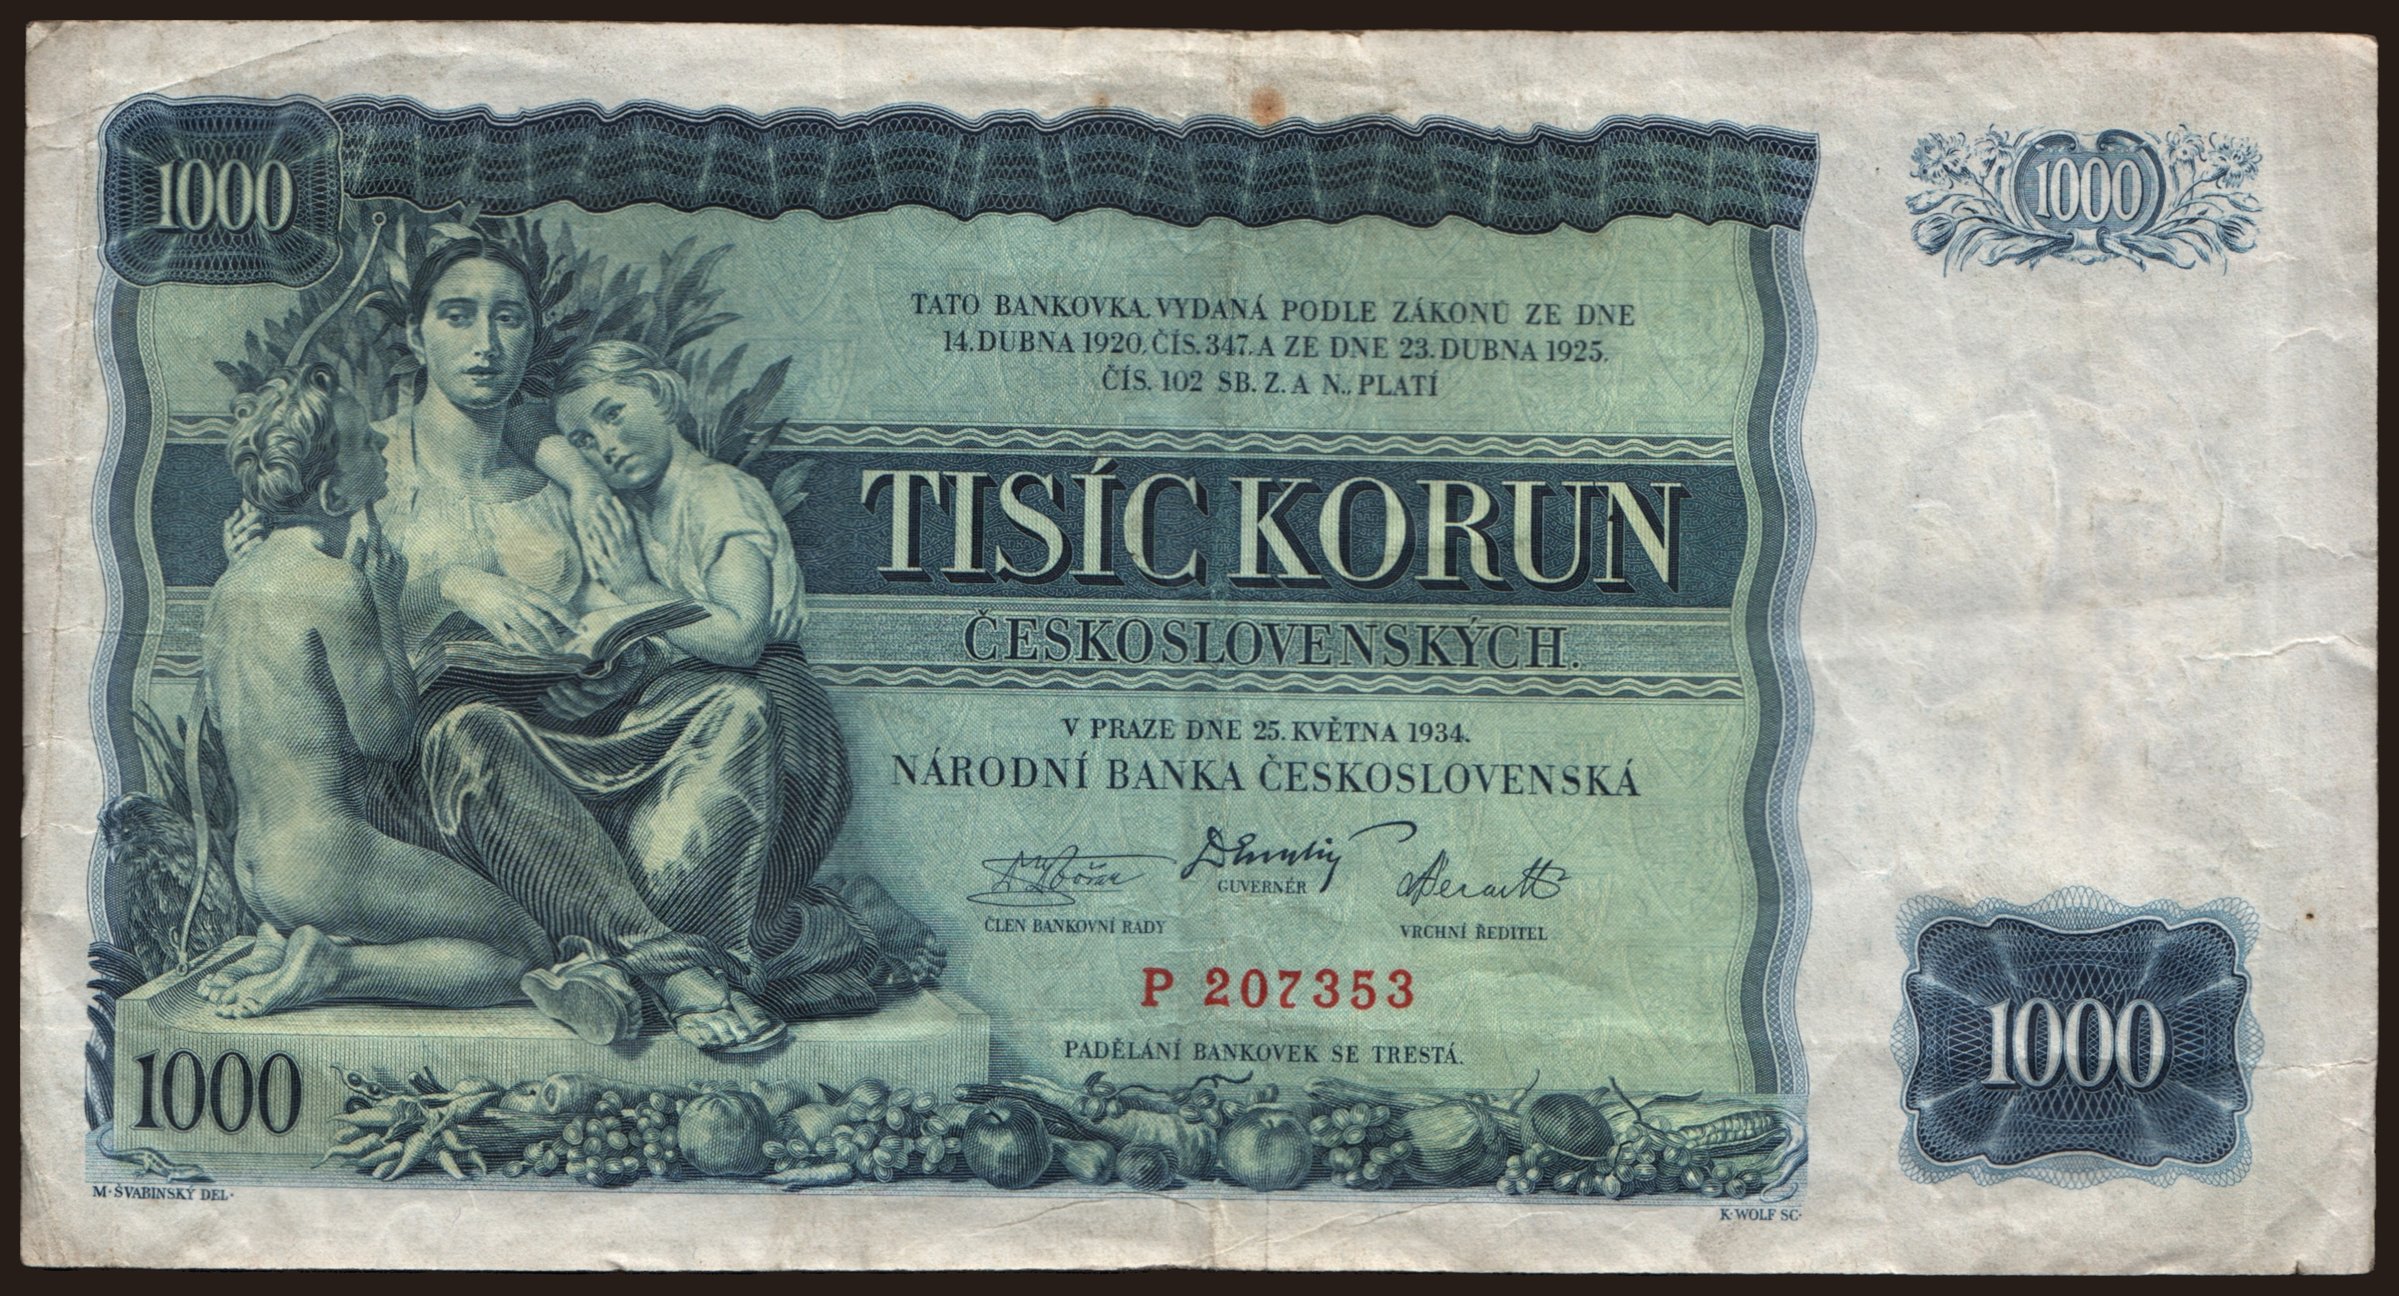 1000
1000
TATO BANKOVKA, VYDANÁ PODLE ZÁKONŮ ZE DNE
14. DUBNA 1920, ČÍS. 347, A ZE DNE 23. DUBNA 1925,
ČÍS. 102 SB. Z. A N., PLATÍ
TISÍC KORUN
ČESKOSLOVENSKÝCH.
V PRAZE DNE 25. KVĚTNA 1934.
NÁRODNÍ BANKA ČESKOSLOVENSKÁ
GUVERNÉR
ČLEN BANKOVNÍ RADY
VRCHNÍ ŘEDITEL
P 207353
PADĚLÁNÍ BANKOVEK SE TRESTÁ.
1000
1000
M·ŠVABINSKÝ DEL·
K·WOLF SC·